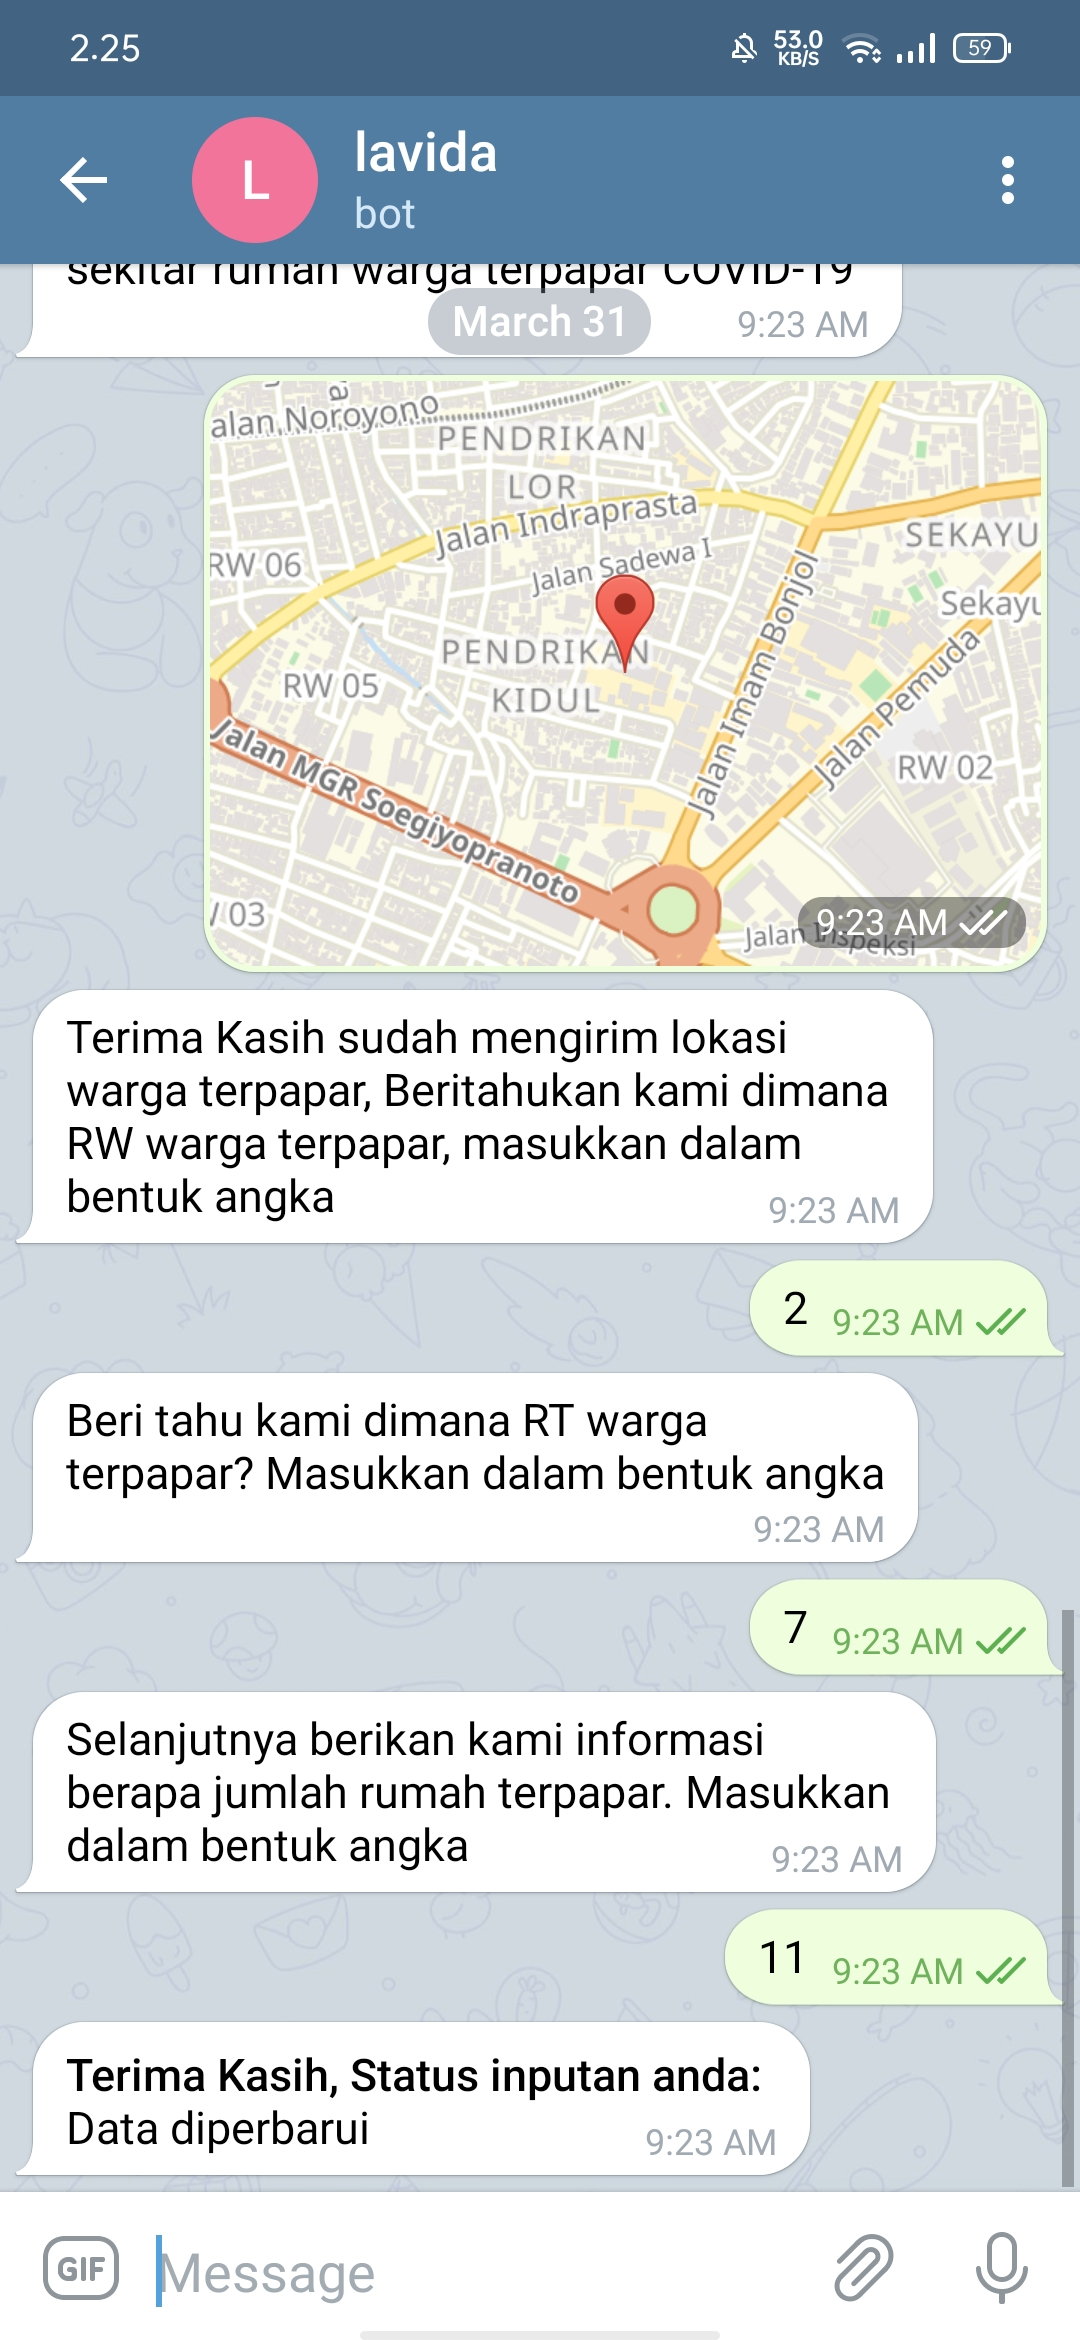 2.25
53.0
KB/S
59
L
lavida
bot
sekitar rumah warga terpapar COVID-19
9:23 AM
March 31
alan Noroyono
PENDRIKAN
LOR
Jalan Indraprasta
SEKAYU
RW 06
Jalan Sadewa I
Sekayu
Jalan Imam Bonjol
PENDRIKAN
KIDUL
Jalan Pemuda
RW 05
Jalan MGR Soegiyopranoto
RW 02
/ 03
Jalan Inspeksi
9:23 AM
Terima Kasih sudah mengirim lokasi
warga terpapar, Beritahukan kami dimana
RW warga terpapar, masukkan dalam
bentuk angka
9:23 AM
2 9:23 AM
Beri tahu kami dimana RT warga
terpapar? Masukkan dalam bentuk angka
9:23 AM
7 9:23 AM
Selanjutnya berikan kami informasi
berapa jumlah rumah terpapar. Masukkan
dalam bentuk angka
9:23 AM
11 9:23 AM
Terima Kasih, Status inputan anda:
Data diperbarui
9:23 AM
GIF
Message